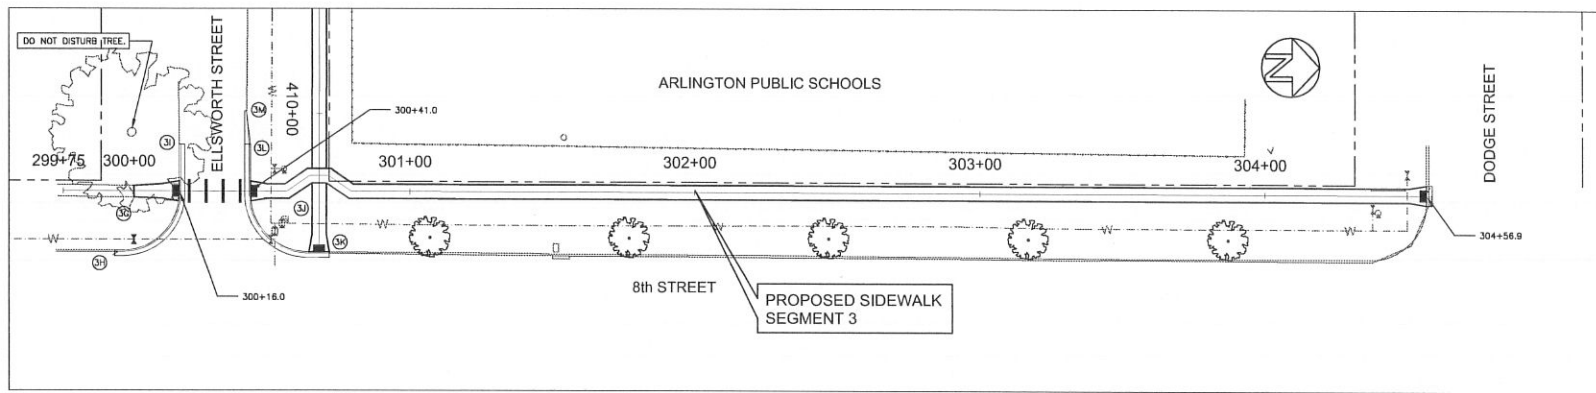 DO NOT DISTURB TREE.
ELLSWORTH STREET
410+00
W
3M
300+41.0
ARLINGTON PUBLIC SCHOOLS
N
DODGE STREET
3I
3L
299+75
300+00
301+00
302+00
303+00
304+00
3G
3J
3K
W
W
W
W
W
3H
304+56.9
300+16.0
8th STREET
PROPOSED SIDEWALK
SEGMENT 3